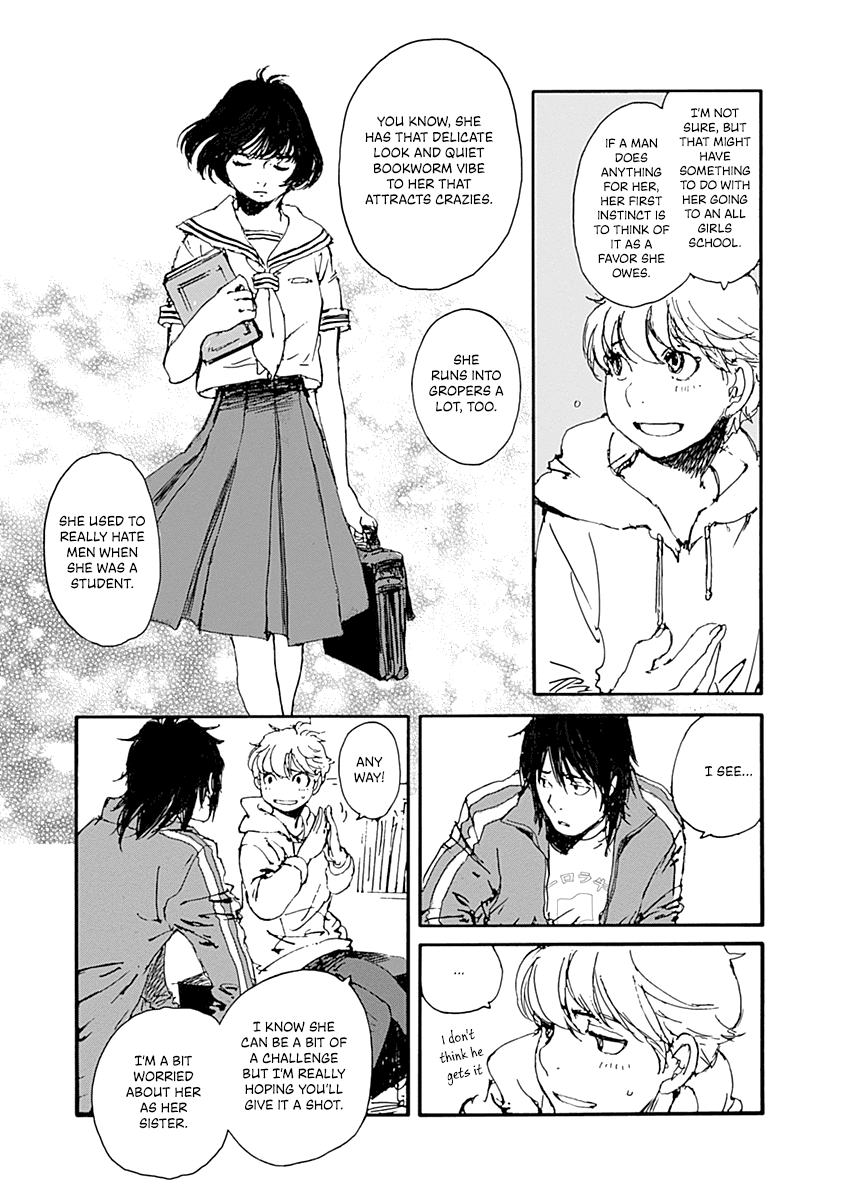 I'M NOT
SURE, BUT
THAT MIGHT
HAVE
SOMETHING
TO DO WITH
HER GOING
TO AN ALL
GIRLS
SCHOOL.
IF A MAN
DOES
ANYTHING
FOR HER,
HER FIRST
INSTINCT IS
TO THINK OF
IT AS A
FAVOR SHE
OWES.
YOU KNOW, SHE
HAS THAT DELICATE
LOOK AND QUIET
BOOKWORM VIBE
TO HER THAT
ATTRACTS CRAZIES.
SHE
RUNS INTO
GROPERS A
LOT, TOO.
SHE USED TO
REALLY HATE
MEN WHEN
SHE WAS A
STUDENT.
I SEE...
ーロラ
...
I don't
think he
gets it
ANY
WAY!
I KNOW SHE
CAN BE A BIT OF
A CHALLENGE
BUT I'M REALLY
HOPING YOU'LL
GIVE IT A SHOT.
I'M A BIT
WORRIED
ABOUT HER
AS HER
SISTER.